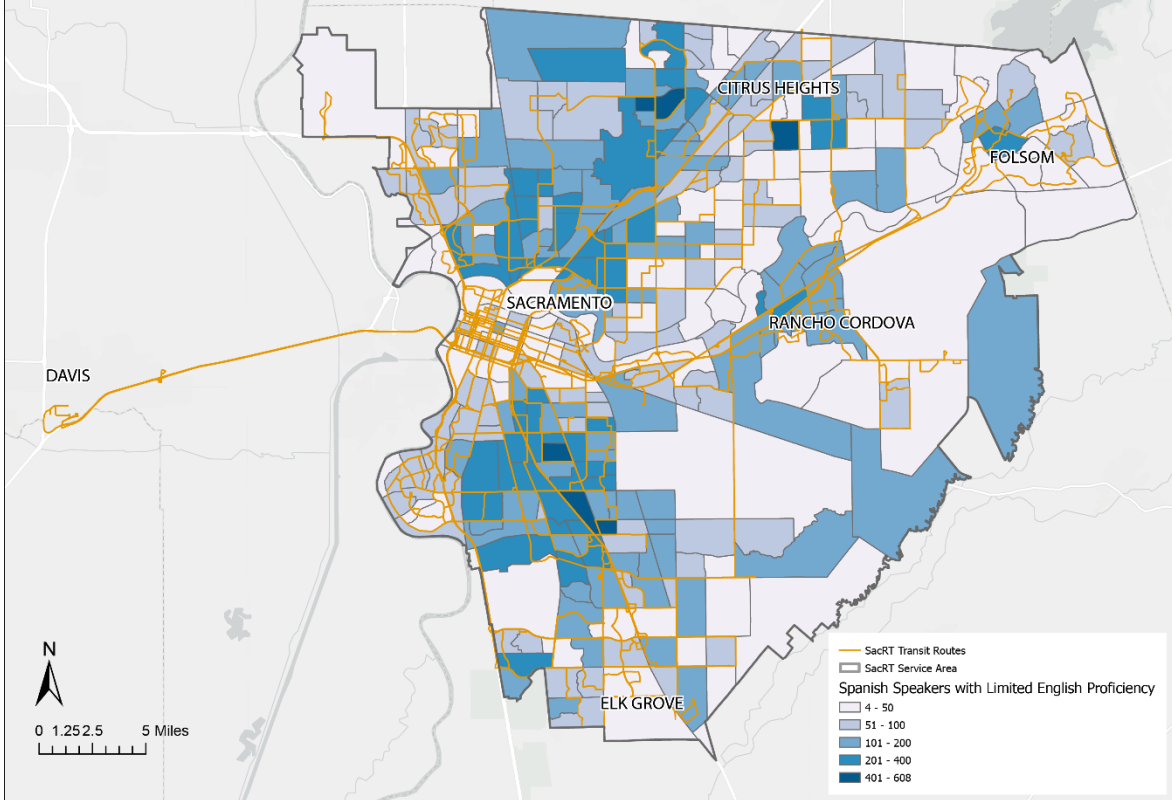 CITRUS HEIGHTS
FOLSOM
SACRAMENTO
RANCHO CORDOVA
DAVIS
ELK GROVE
N
0 1.25 2.5 5 Miles
SacRT Transit Routes
SacRT Service Area
Spanish Speakers with Limited English Proficiency
4 - 50
51 - 100
101 - 200
201 - 400
401 - 608